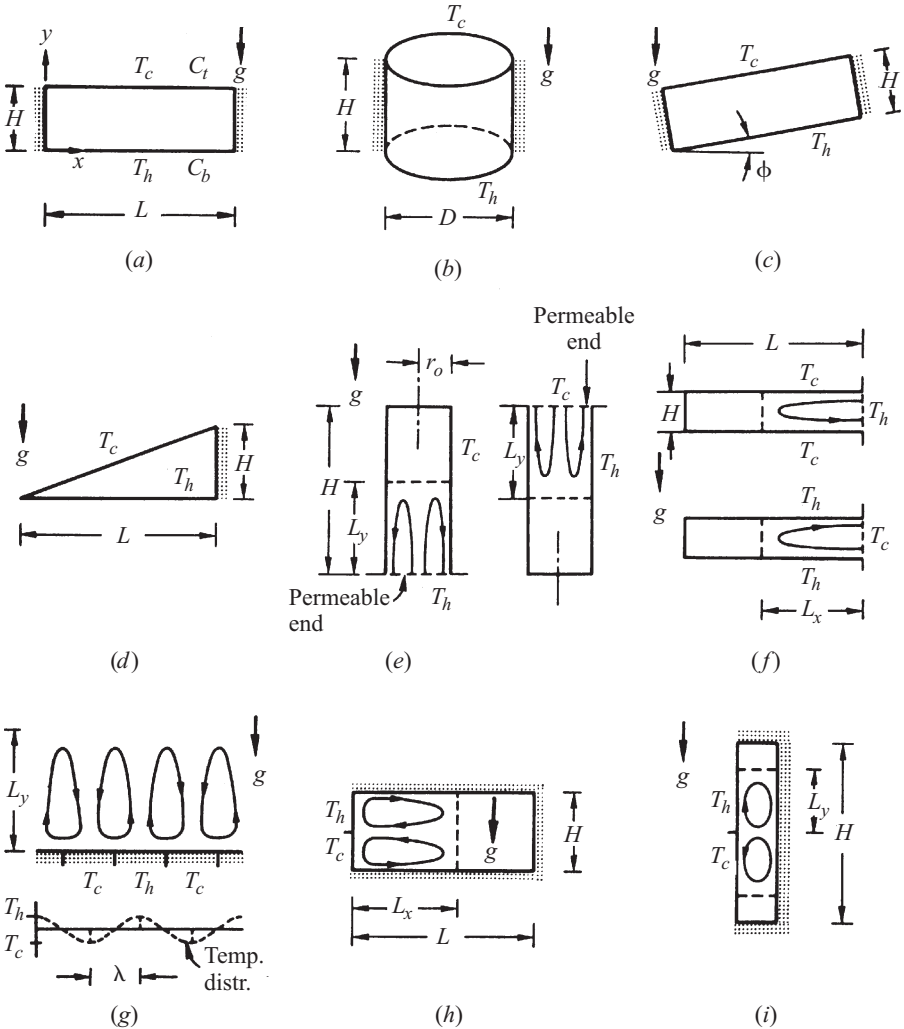 y
T_c C_t
g
H
x
T_h C_b
L
(a)
T_c
g
H
T_h
D
(b)
g
T_c
H
T_h
ϕ
(c)
g
T_c
T_h
H
L
(d)
r_o
g
T_c
H
L_y
Permeable
end
T_h
Permeable
end
T_c
L_y
T_h
(e)
L
T_c
H
T_h
T_c
g
T_h
T_c
T_h
L_x
(f)
g
L_y
T_c T_h T_c
T_h
T_c
Temp.
distr.
λ
(g)
T_h
T_c
g
H
L_x
L
(h)
g
T_h
L_y
H
T_c
(i)